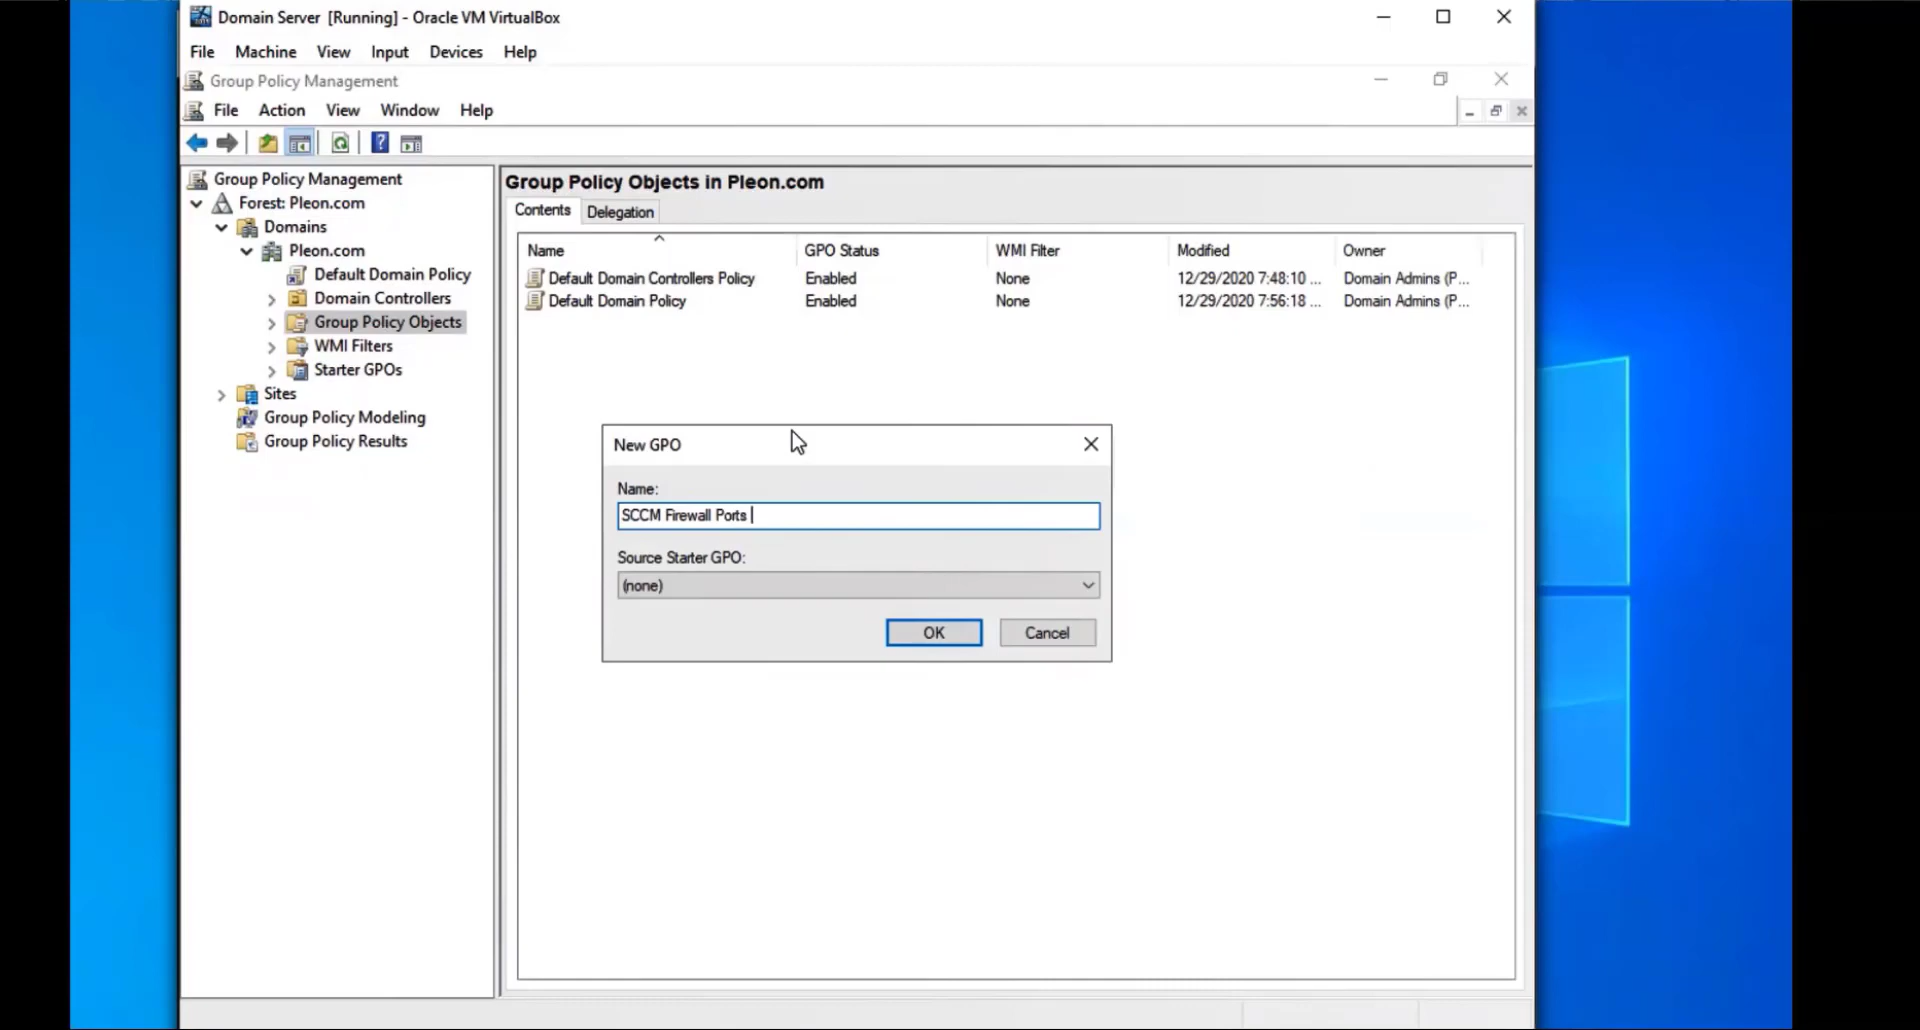 Domain Server [Running] - Oracle VM VirtualBox
File Machine View Input Devices Help
Group Policy Management
File Action View Window Help
Group Policy Management
Forest: Pleon.com
Domains
Pleon.com
Default Domain Policy
Domain Controllers
Group Policy Objects
WMI Filters
Starter GPOs
Sites
Group Policy Modeling
Group Policy Results
Group Policy Objects in Pleon.com
Contents Delegation
Name GPO Status WMI Filter Modified Owner
Default Domain Controllers Policy Enabled None 12/29/2020 7:48:10 ... Domain Admins (P...
Default Domain Policy Enabled None 12/29/2020 7:56:18 ... Domain Admins (P...
New GPO
Name:
SCCM Firewall Ports
Source Starter GPO:
(none)
OK Cancel